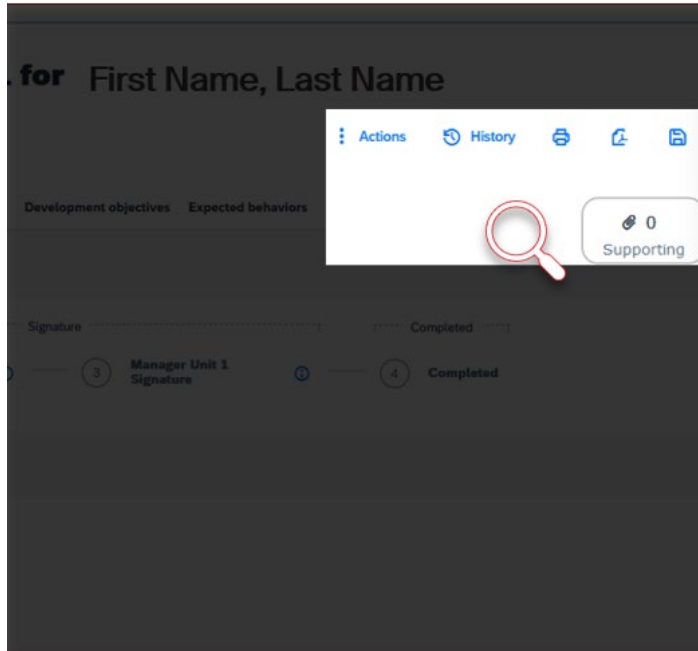 for First Name, Last Name
Actions History
Development objectives Expected behaviors
0
Supporting
Signature Completed
3 Manager Unit 1 Signature 4 Completed